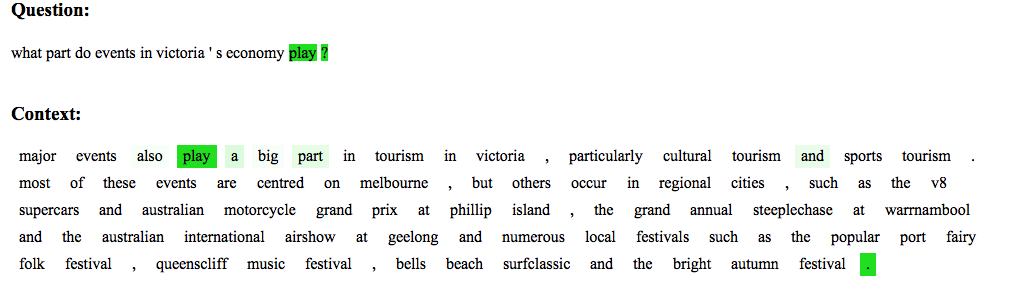 Question:
what part do events in victoria ' s economy play ?
Context:
major events also play a big part in tourism in victoria , particularly cultural tourism and sports tourism .
most of these events are centred on melbourne , but others occur in regional cities , such as the v8
supercars and australian motorcycle grand prix at phillip island , the grand annual steeplechase at warrnambool
and the australian international airshow at geelong and numerous local festivals such as the popular port fairy
folk festival , queenscliff music festival , bells beach surfclassic and the bright autumn festival .